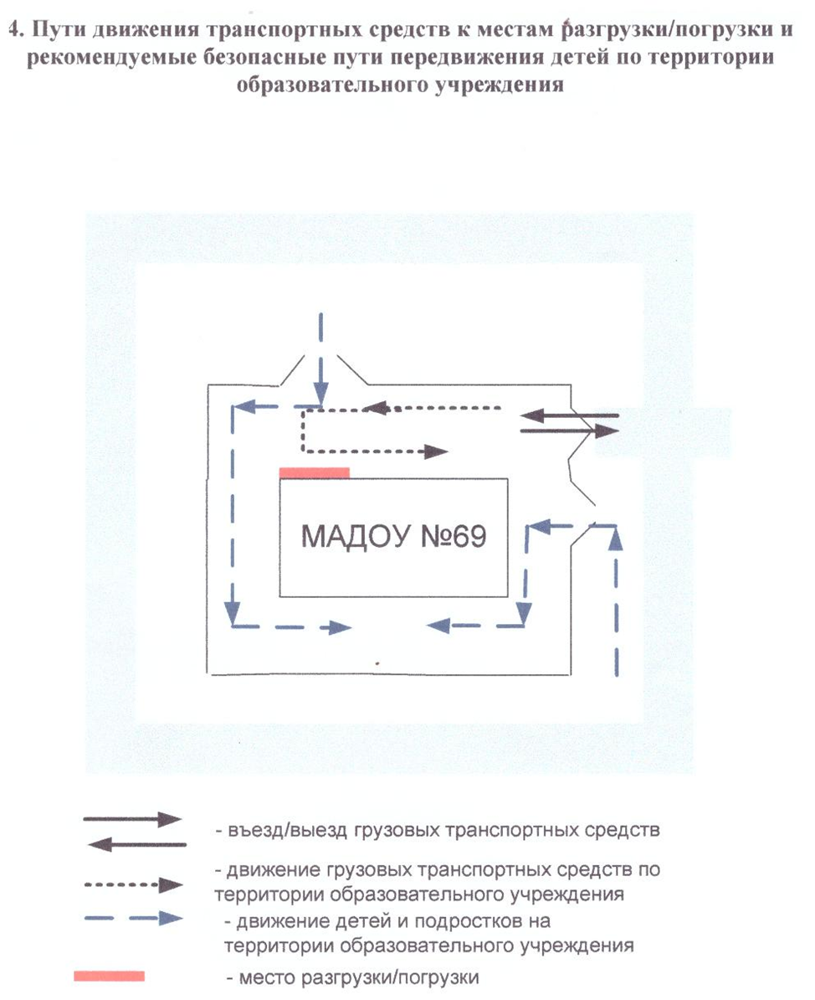 4. Пути движения транспортных средств к местам разгрузки/погрузки и
рекомендуемые безопасные пути передвижения детей по территории
образовательного учреждения
МАДОУ №69
- въезд/выезд грузовых транспортных средств
- движение грузовых транспортных средств по
территории образовательного учреждения
- движение детей и подростков на
территории образовательного учреждения
- место разгрузки/погрузки